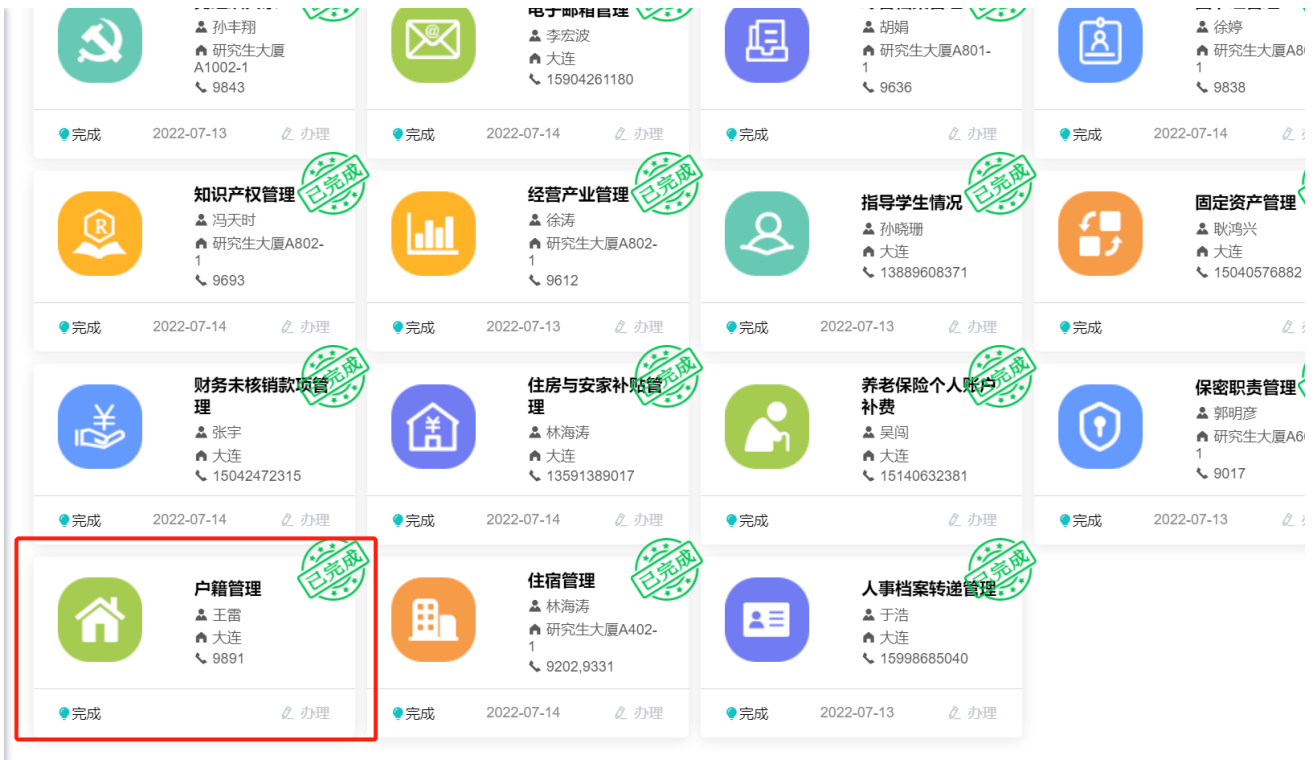 孙丰翔
研究生大厦
A1002-1
9843
完成 2022-07-13 办理
电子邮箱管理
李宏波
大连
15904261180
完成 2022-07-14 办理
胡娟
研究生大厦A801-
1
9636
完成 办理
徐婷
研究生大厦A80
1
9838
完成 2022-07-14
知识产权管理
已完成
冯天时
研究生大厦A802-
1
9693
完成 2022-07-14 办理
经营产业管理
已完成
徐涛
研究生大厦A802-
1
9612
完成 2022-07-13 办理
指导学生情况
已完成
孙晓珊
大连
13889608371
完成 2022-07-13 办理
固定资产管理
耿鸿兴
大连
15040576882
完成
财务未核销款项管
理
已完成
张宇
大连
15042472315
完成 2022-07-14 办理
住房与安家补贴管
理
已完成
林海涛
大连
13591389017
完成 2022-07-14 办理
养老保险个人账户
补费
已完成
吴闯
大连
15140632381
完成 办理
保密职责管理
郭明彦
研究生大厦A60
1
9017
完成 2022-07-13
户籍管理
已完成
王雷
大连
9891
完成 办理
住宿管理
已完成
林海涛
研究生大厦A402-
1
9202,9331
完成 2022-07-14 办理
人事档案转递管理
已完成
于浩
大连
15998685040
完成 2022-07-13 办理